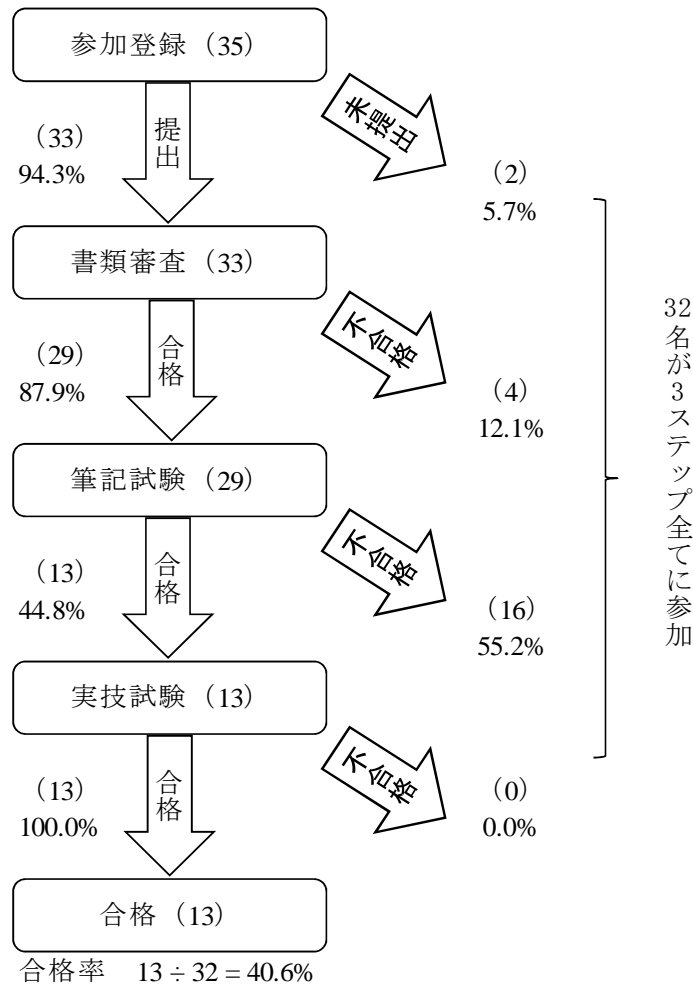 参加登録（35）
提出
（33）
94.3%
未提出
（2）
5.7%
書類審査（33）
合格
（29）
87.9%
不合格
（4）
12.1%
筆記試験（29）
合格
（13）
44.8%
不合格
（16）
55.2%
実技試験（13）
合格
（13）
100.0%
不合格
（0）
0.0%
合格（13）
合格率　13 ÷ 32 = 40.6%
32名が3ステップ全てに参加